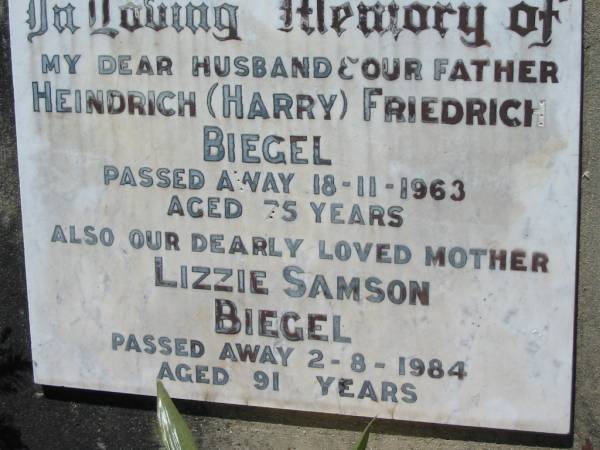 In Loving Memory of
MY DEAR HUSBAND & OUR FATHER
HEINDRICH (HARRY) FRIEDRICH
BIEGEL
PASSED AWAY 18-11-1963
AGED 75 YEARS
ALSO OUR DEARLY LOVED MOTHER
LIZZIE SAMSON
BIEGEL
PASSED AWAY 2-8-1984
AGED 91 YEARS